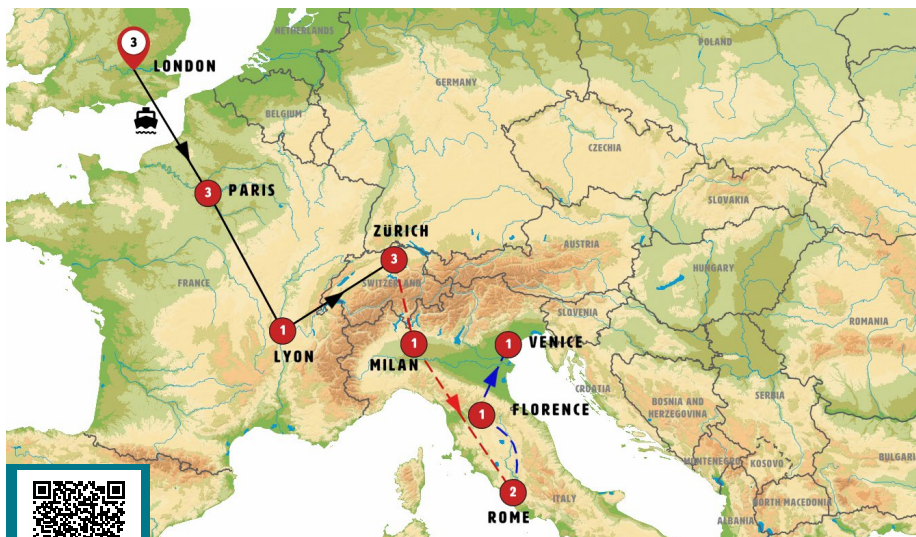 NETHERLANDS
POLAND
3
LONDON
GERMANY
BELGIUM
CZECHIA
3
PARIS
SLOVAKIA
ZÜRICH
3
AUSTRIA
HUNGARY
SWITZERLAND
FRANCE
SLOVENIA
ROMANIA
1
LYON
1
MILAN
1
VENICE
CROATIA
SERBIA
BOSNIA AND
HERZEGOVINA
1
FLORENCE
MONTENEGRO
KOSOVO
BULGARI
2
ROME
ITALY
NORTH MACEDONIA
ALBANIA